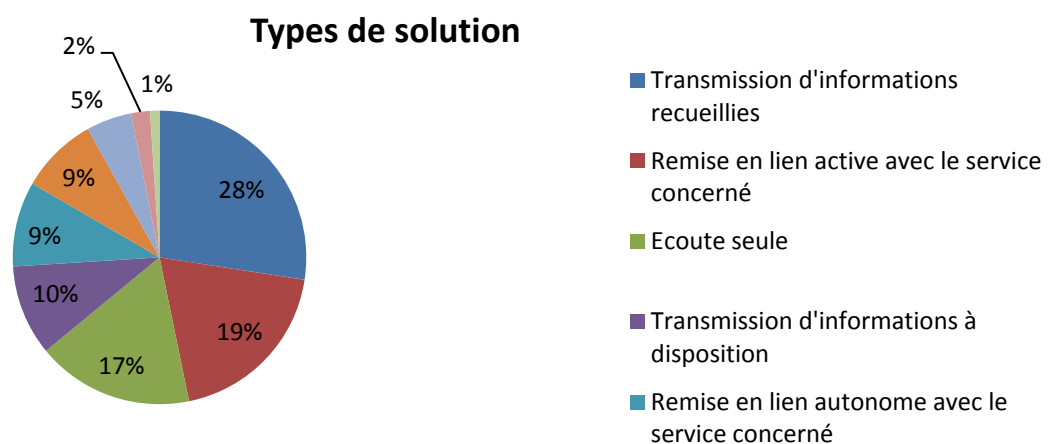 Types de solution
2%
1%
5%
9%
28%
9%
10%
19%
17%
Transmission d'informations
recueillies
Remise en lien active avec le service
concerné
Ecoute seule
Transmission d'informations à
disposition
Remise en lien autonome avec le
service concerné